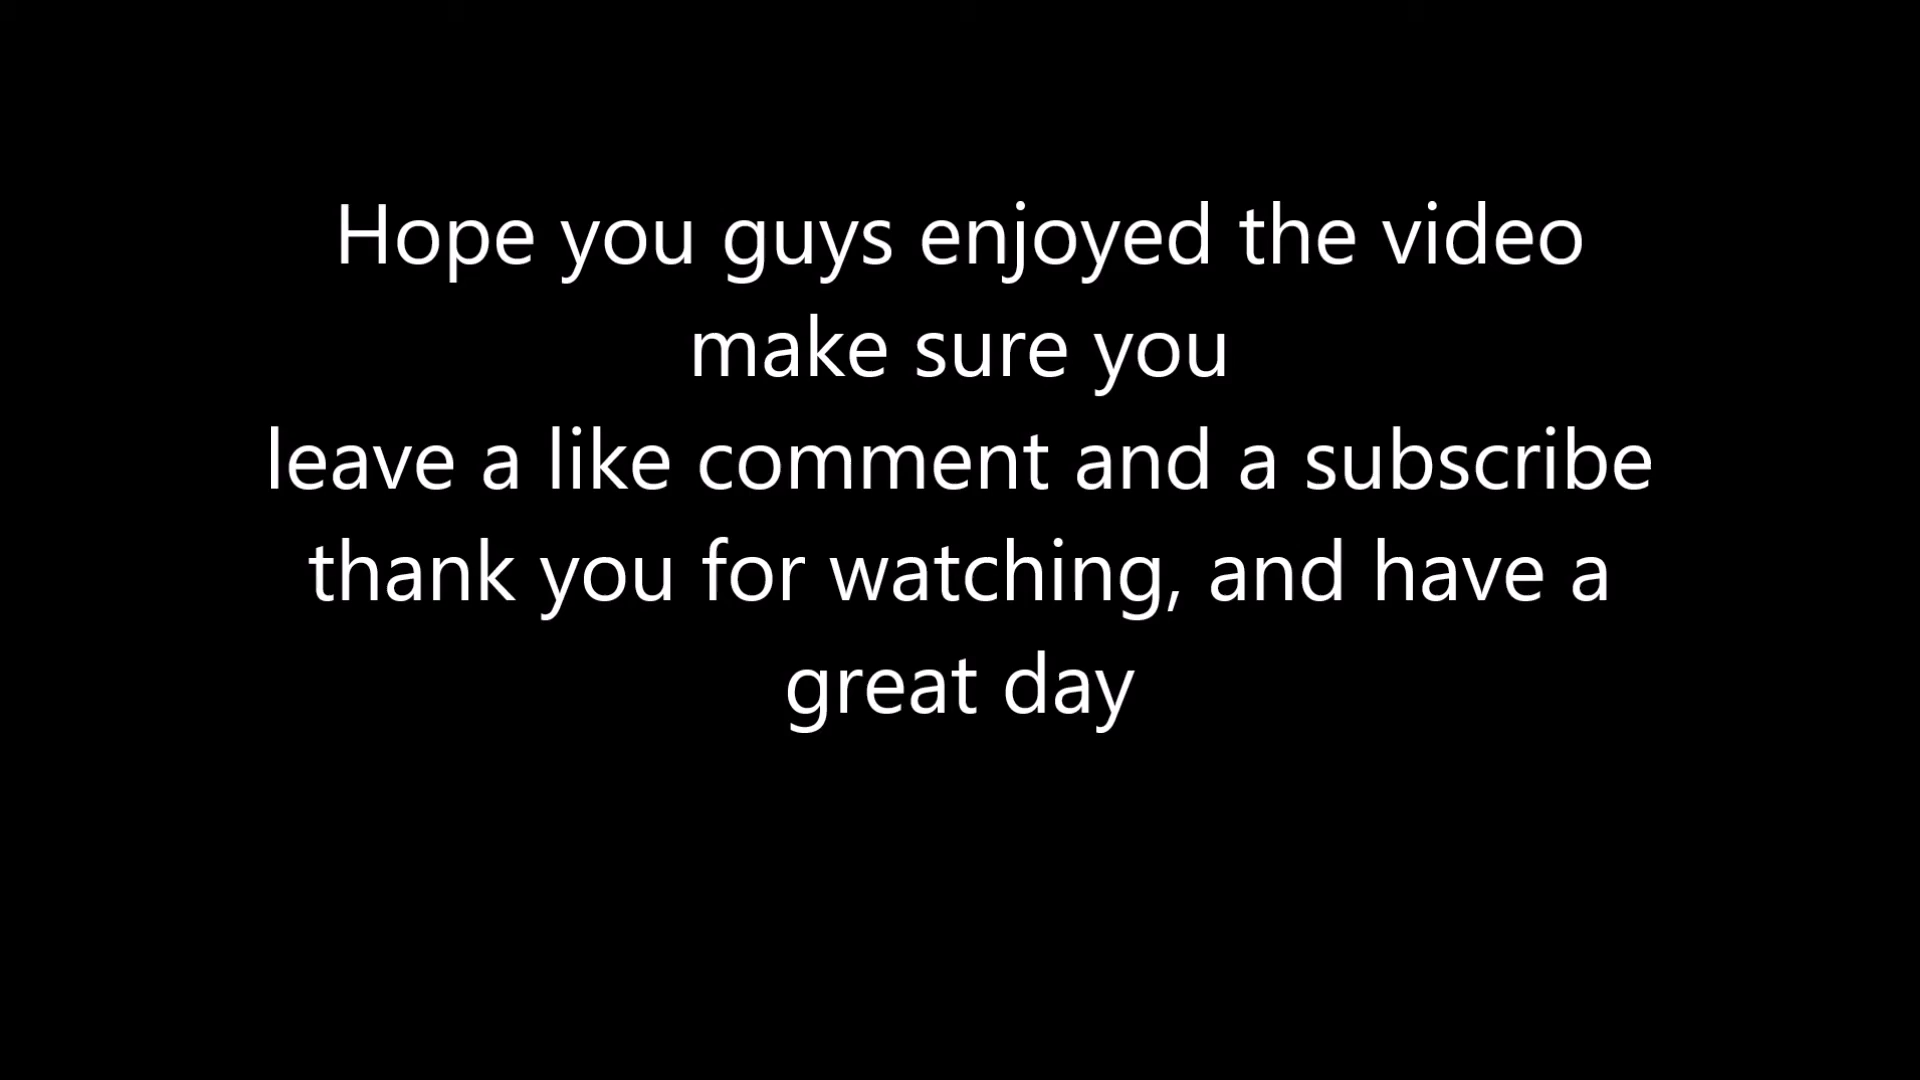 Hope you guys enjoyed the video
make sure you
leave a like comment and a subscribe
thank you for watching, and have a
great day